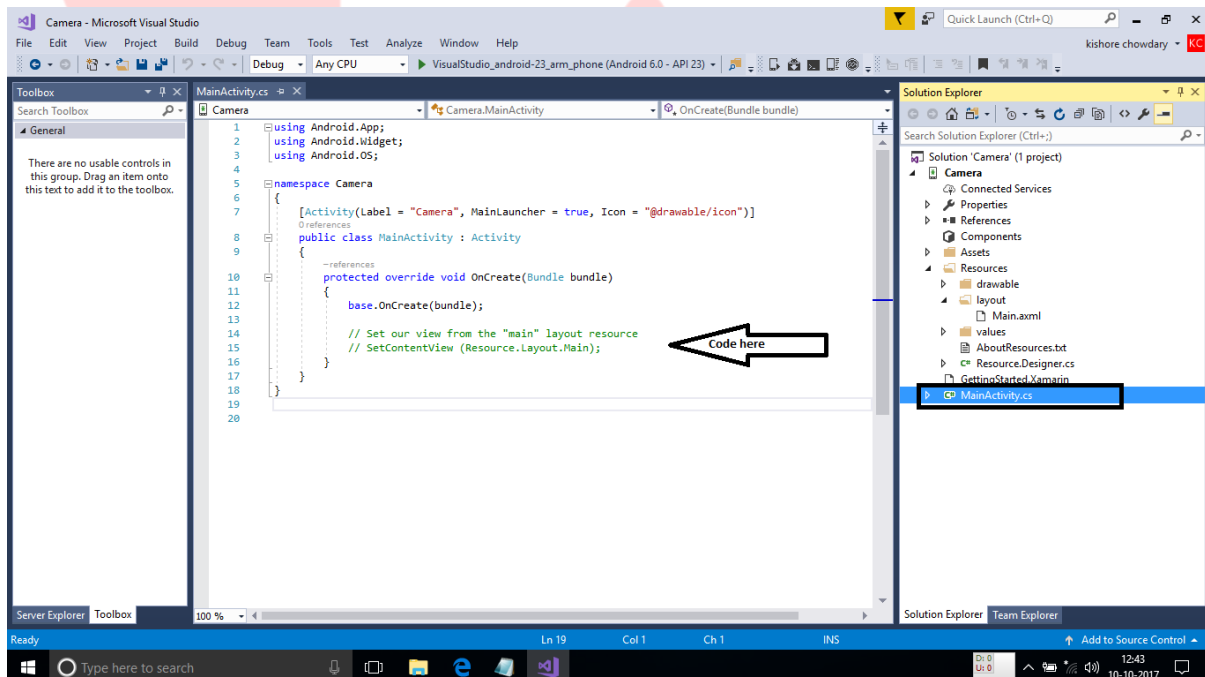 Camera - Microsoft Visual Studio
Quick Launch (Ctrl+Q)
File Edit View Project Build Debug Team Tools Test Analyze Window Help
kishore chowdary KC
Debug Any CPU VisualStudio_android-23_arm_phone (Android 6.0 - API 23)
Toolbox
Search Toolbox
General
There are no usable controls in
this group. Drag an item onto
this text to add it to the toolbox.
Server Explorer Toolbox
MainActivity.cs
Camera Camera.MainActivity OnCreate(Bundle bundle)
1 using Android.App;
2 using Android.Widget;
3 using Android.OS;
4
5 namespace Camera
6 {
7 [Activity(Label = "Camera", MainLauncher = true, Icon = "@drawable/icon")]
0 references
8 public class MainActivity : Activity
9 {
-references
10 protected override void OnCreate(Bundle bundle)
11 {
12 base.OnCreate(bundle);
13
14 // Set our view from the "main" layout resource
15 // SetContentView (Resource.Layout.Main);
16 }
17 }
18 }
19
20
Code here
100 %
Solution Explorer
Search Solution Explorer (Ctrl+;)
Solution 'Camera' (1 project)
Camera
Connected Services
Properties
References
Components
Assets
Resources
drawable
layout
Main.axml
values
AboutResources.txt
C# Resource.Designer.cs
GettingStarted.Xamarin
C# MainActivity.cs
Solution Explorer Team Explorer
Ready Ln 19 Col 1 Ch 1 INS Add to Source Control
Type here to search
D: 0
U: 0
12:43
10-10-2017